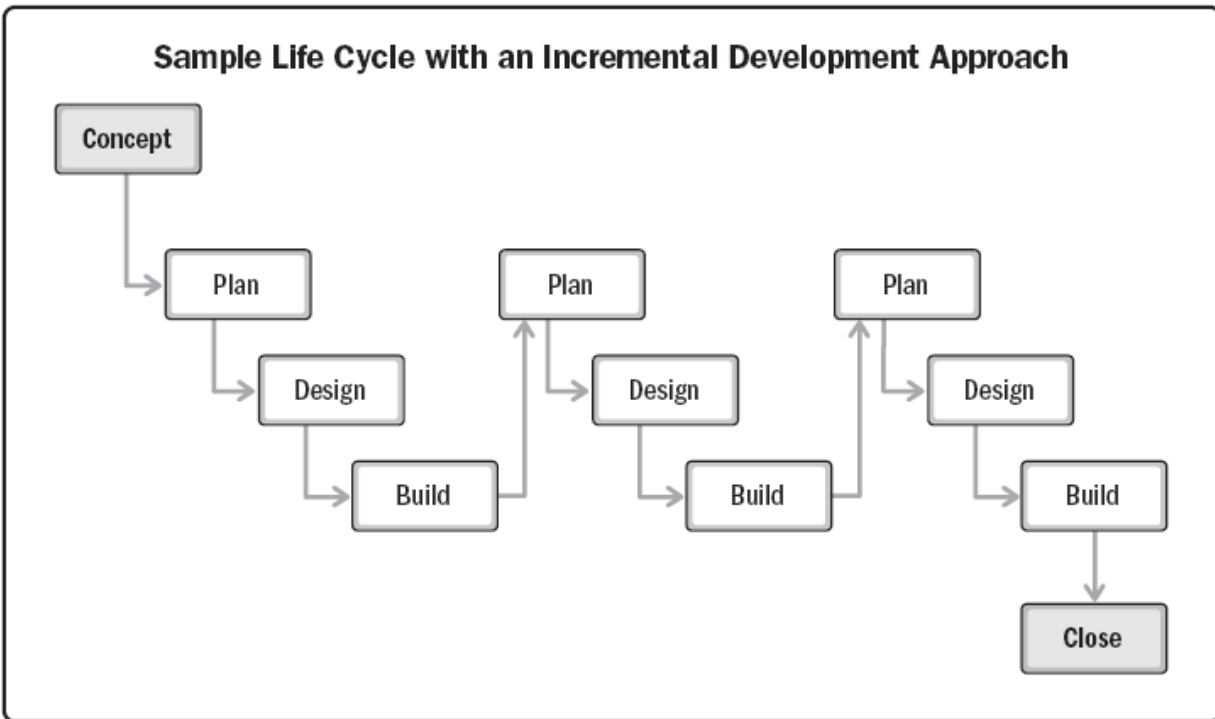 Sample Life Cycle with an Incremental Development Approach
Concept
Plan
Plan
Plan
Design
Design
Design
Build
Build
Build
Close